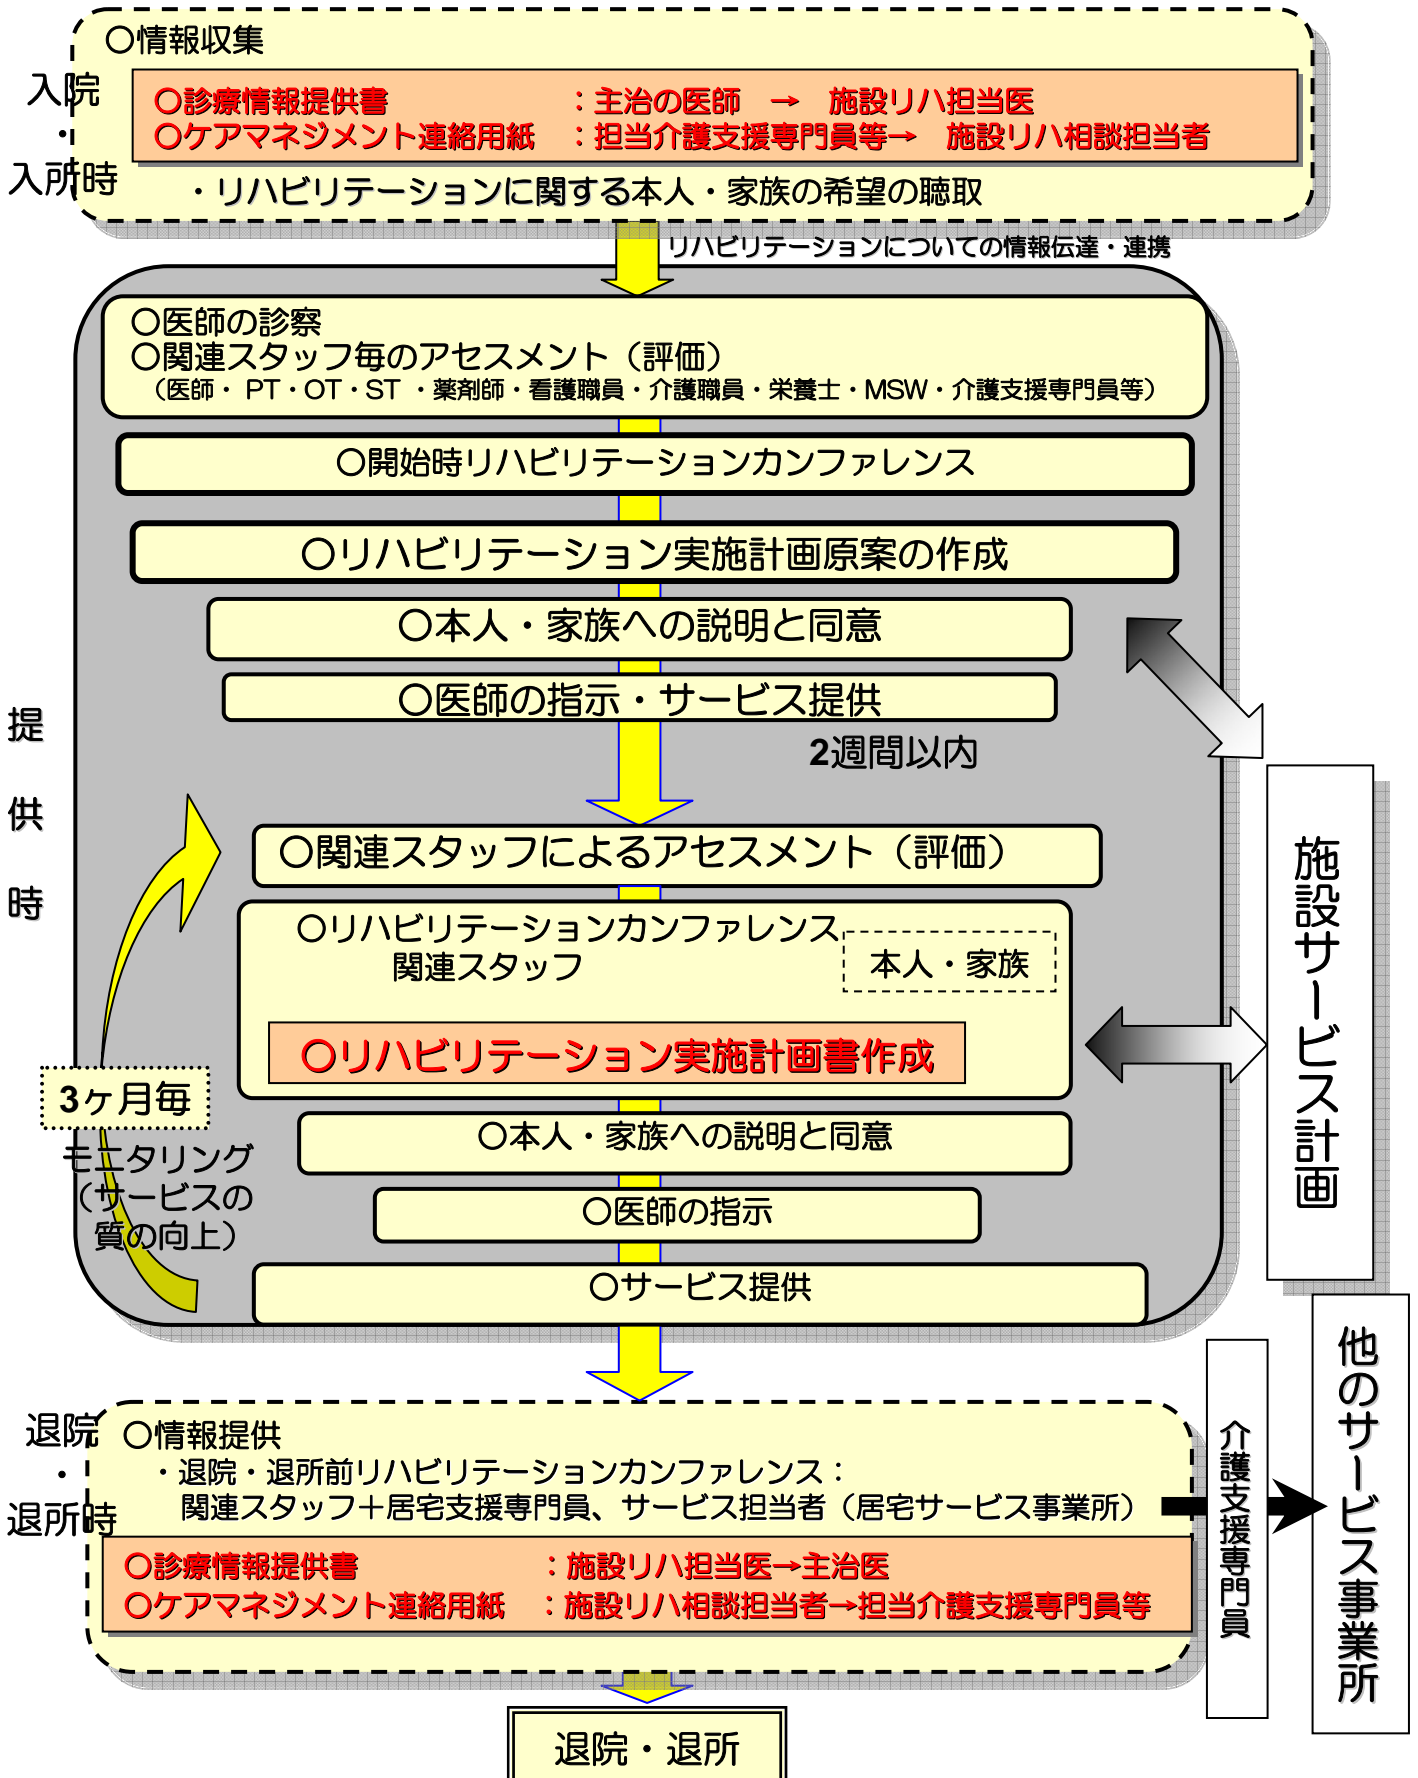 〇情報収集
入院
・
入所時
〇診療情報提供書　　　　　　：主治の医師　→　施設リハ担当医
〇ケアマネジメント連絡用紙　：担当介護支援専門員等→　施設リハ相談担当者
・リハビリテーションに関する本人・家族の希望の聴取
リハビリテーションについての情報伝達・連携
〇医師の診察
〇関連スタッフ毎のアセスメント（評価）
（医師・ PT・OT・ST ・薬剤師・看護職員・介護職員・栄養士・MSW・介護支援専門員等）
〇開始時リハビリテーションカンファレンス
〇リハビリテーション実施計画原案の作成
〇本人・家族への説明と同意
〇医師の指示・サービス提供
2週間以内
提
供
時
〇関連スタッフによるアセスメント（評価）
〇リハビリテーションカンファレンス
関連スタッフ
本人・家族
〇リハビリテーション実施計画書作成
3ヶ月毎
モニタリング
（サービスの
質の向上）
〇本人・家族への説明と同意
〇医師の指示
〇サービス提供
施設サービス計画
退院
・
退所時
〇情報提供
・退院・退所前リハビリテーションカンファレンス：
関連スタッフ＋居宅支援専門員、サービス担当者（居宅サービス事業所）
〇診療情報提供書　　　　　　：施設リハ担当医→主治医
〇ケアマネジメント連絡用紙　：施設リハ相談担当者→担当介護支援専門員等
介護支援専門員
他のサービス事業所
退院・退所